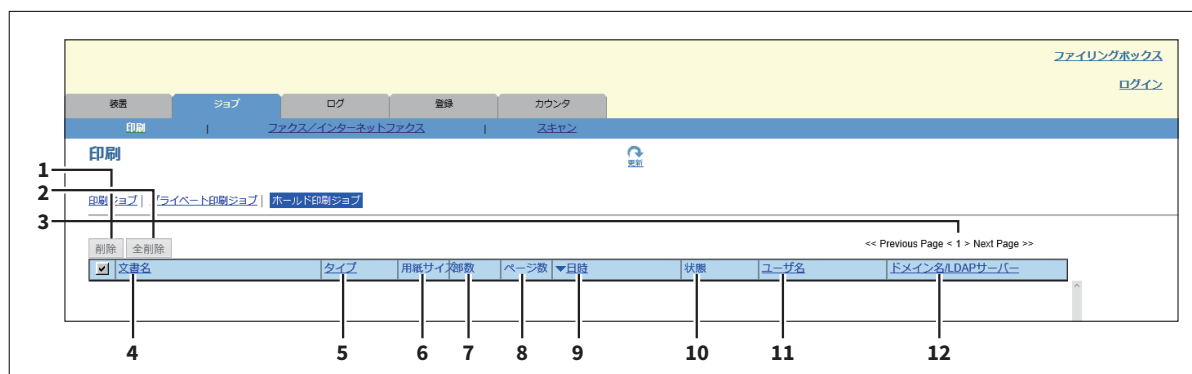 ファイリングボックス
ログイン
装置 ジョブ ログ 登録 カウンタ
印刷 | ファクス／インターネットファクス | スキャン
印刷 更新
1
2
印刷ジョブ | プライベート印刷ジョブ | ホールド印刷ジョブ
3
削除 全削除 << Previous Page < 1 > Next Page >>
文書名 タイプ 用紙サイズ 部数 ページ数 ▼日時 状態 ユーザ名 ドメイン名/LDAPサーバー
4 5 6 7 8 9 10 11 12